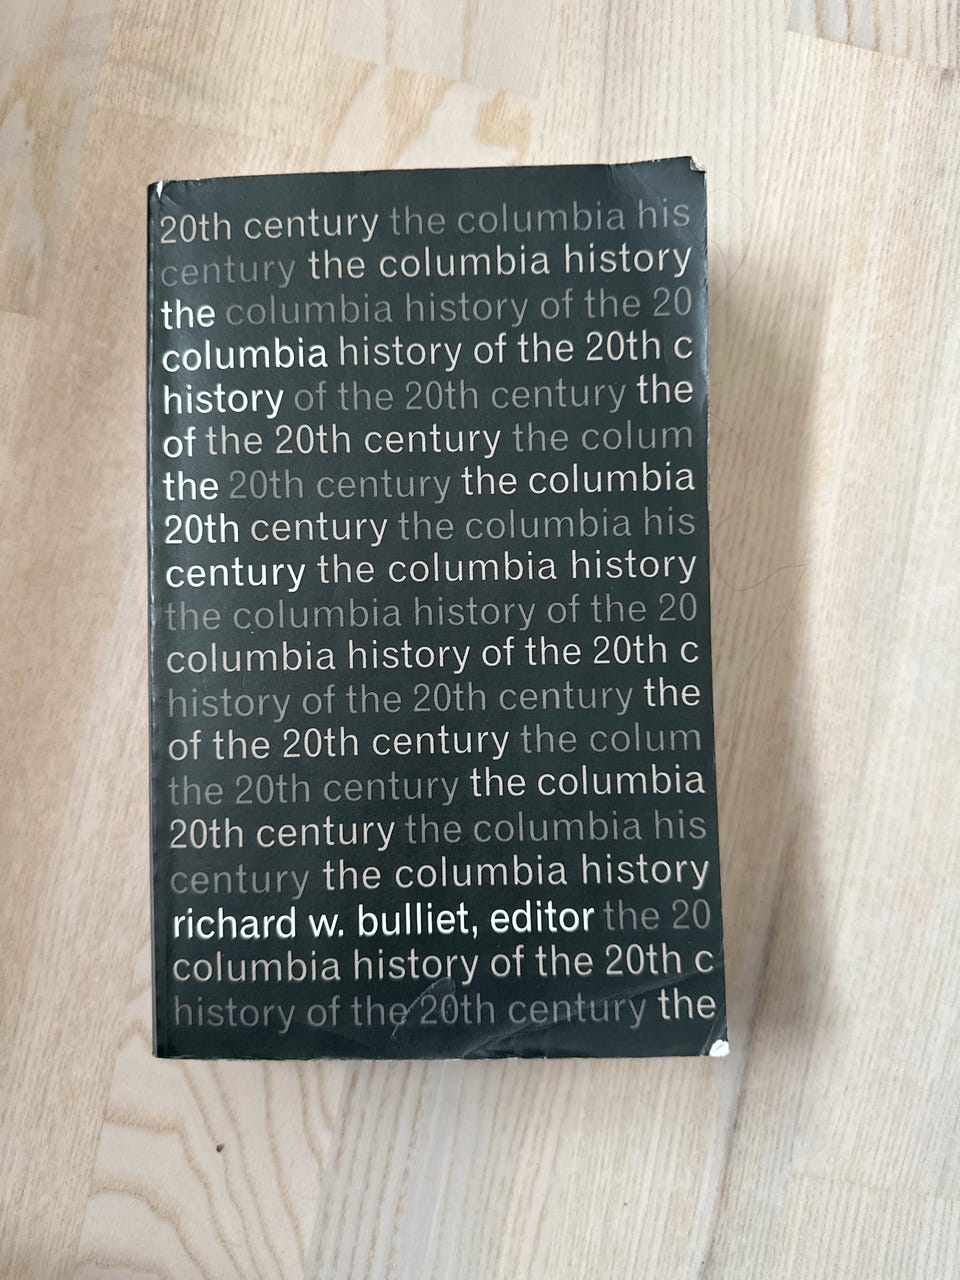 20th century the columbia his
century the columbia history
the columbia history of the 20
columbia history of the 20th c
history of the 20th century the
of the 20th century the colum
the 20th century the columbia
20th century the columbia his
century the columbia history
the columbia history of the 20
columbia history of the 20th c
history of the 20th century the
of the 20th century the colum
the 20th century the columbia
20th century the columbia his
century the columbia history
richard w. bulliet, editor the 20
columbia history of the 20th c
history of the 20th century the